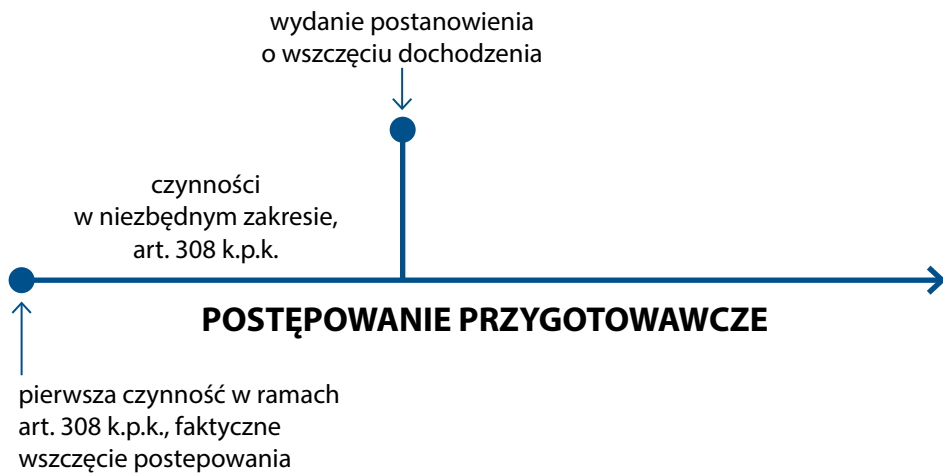 wydanie postanowienia
o wszczęciu dochodzenia
czynności
w niezbędnym zakresie,
art. 308 k.p.k.
POSTĘPOWANIE PRZYGOTOWAWCZE
pierwsza czynność w ramach
art. 308 k.p.k., faktyczne
wszczęcie postepowania